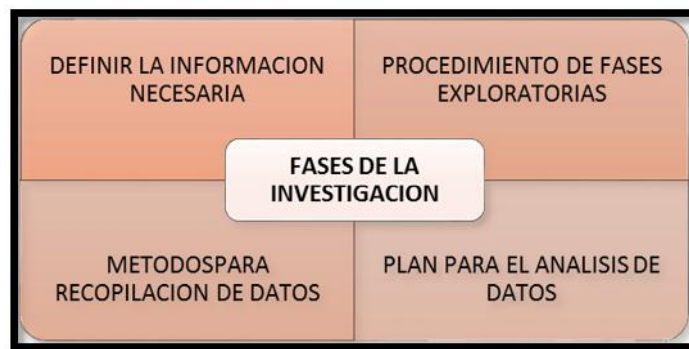 DEFINIR LA INFORMACION
NECESARIA
PROCEDIMIENTO DE FASES
EXPLORATORIAS
FASES DE LA
INVESTIGACION
METODOSPARA
RECOPILACION DE DATOS
PLAN PARA EL ANALISIS DE
DATOS